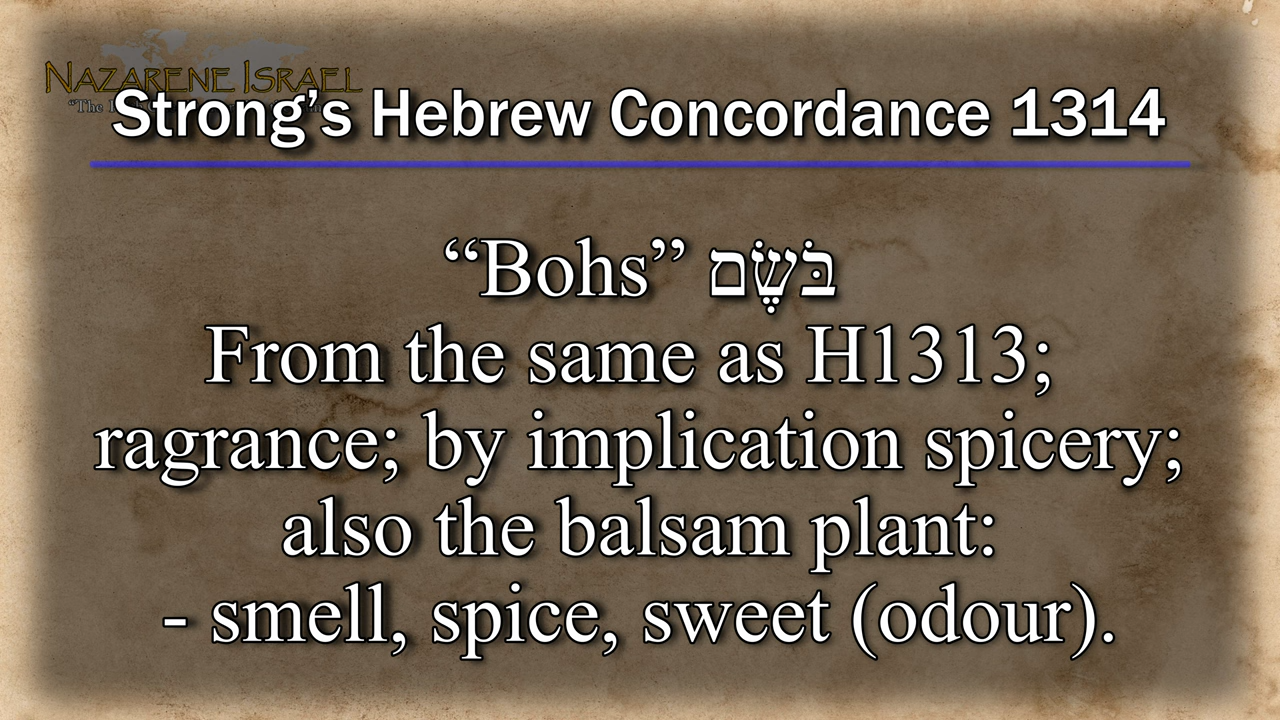 NAZARENE ISRAEL
“The
Strong’s Hebrew Concordance 1314
“Bohs” בֹּשֶׂם
From the same as H1313;
ragrance; by implication spicery;
also the balsam plant:
- smell, spice, sweet (odour).